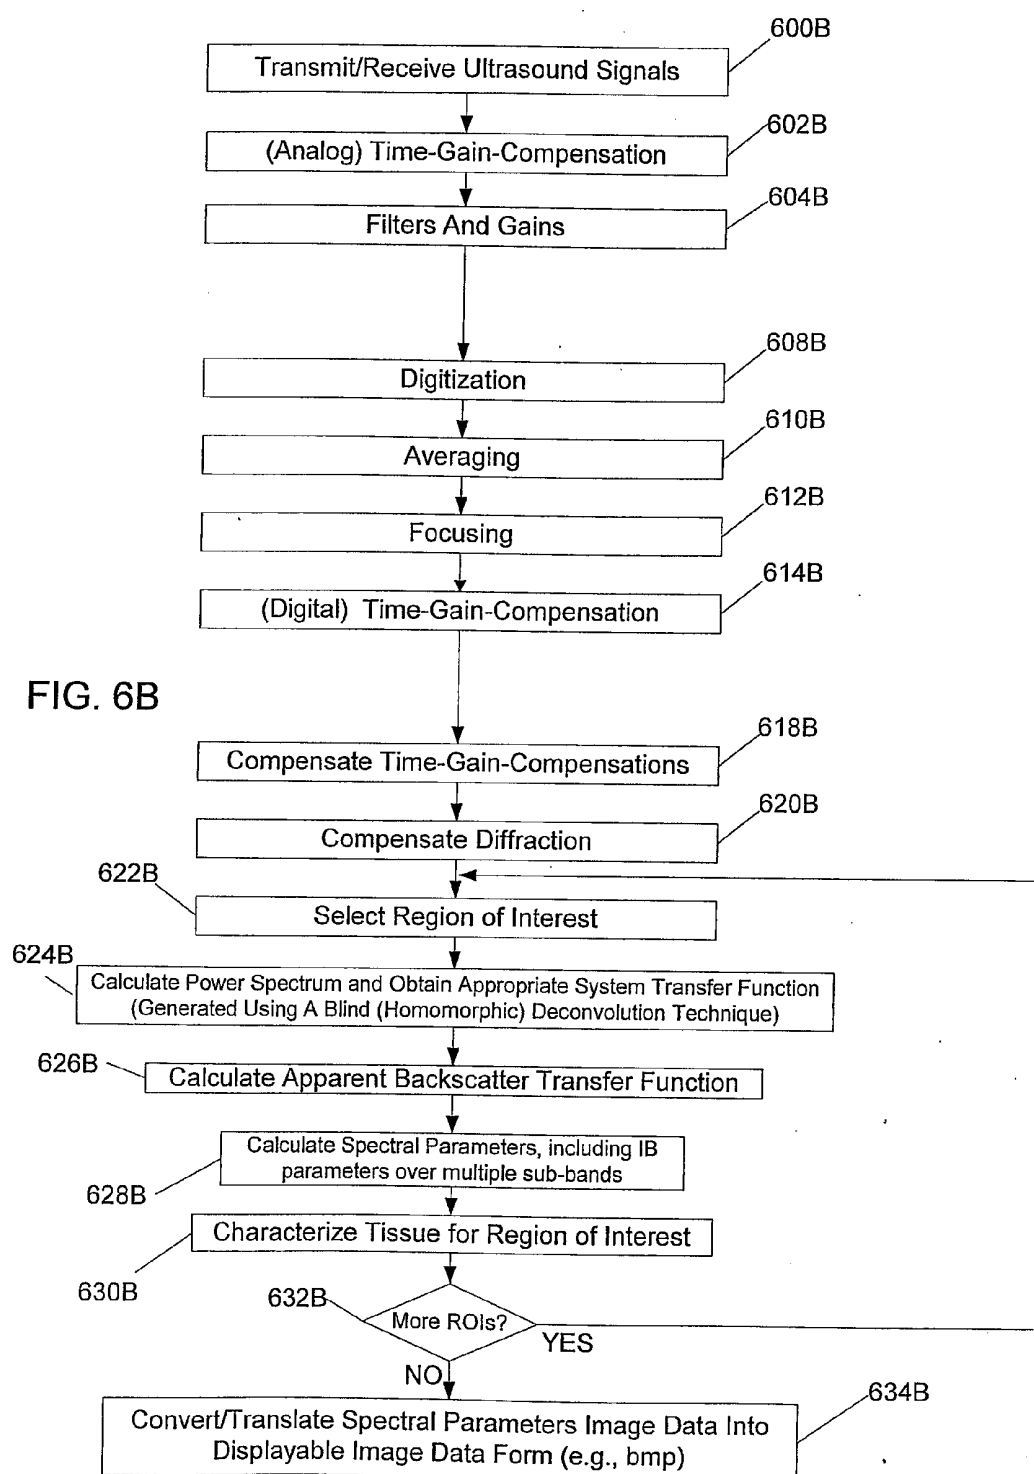 600B
Transmit/Receive Ultrasound Signals
602B
(Analog) Time-Gain-Compensation
604B
Filters And Gains
608B
Digitization
610B
Averaging
612B
Focusing
614B
(Digital) Time-Gain-Compensation
FIG. 6B
618B
Compensate Time-Gain-Compensations
620B
Compensate Diffraction
622B
Select Region of Interest
624B
Calculate Power Spectrum and Obtain Appropriate System Transfer Function
(Generated Using A Blind (Homomorphic) Deconvolution Technique)
626B
Calculate Apparent Backscatter Transfer Function
Calculate Spectral Parameters, including IB
parameters over multiple sub-bands
628B
Characterize Tissue for Region of Interest
630B
632B
More ROIs?
YES
NO
634B
Convert/Translate Spectral Parameters Image Data Into
Displayable Image Data Form (e.g., bmp)